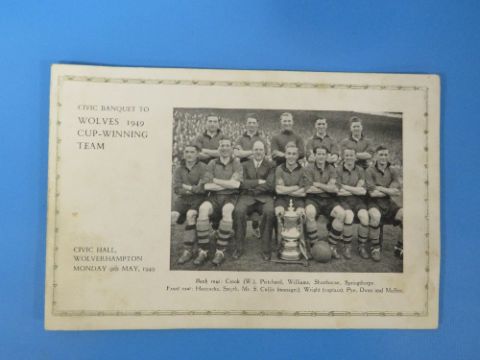 CIVIC BANQUET TO
WOLVES 1949
CUP-WINNING
TEAM
CIVIC HALL,
WOLVERHAMPTON
MONDAY 9th MAY, 1949
Back row: Crook (W.), Pritchard, Williams, Shorthouse, Springthorpe.
Front row: Hancocks, Smyth, Mr. S. Cullis (manager), Wright (captain), Pye, Dunn and Mullen.